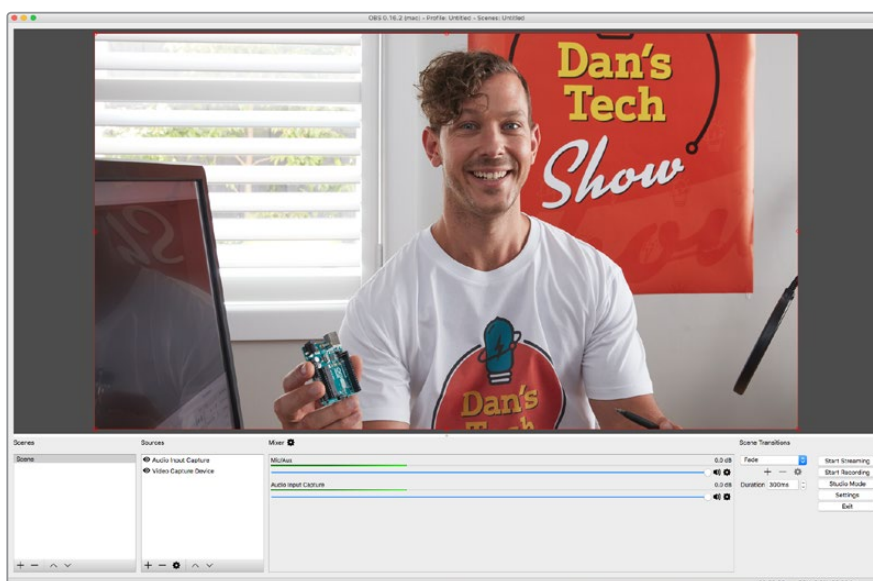 OBS 0.16.2 (mac) - Profile: Untitled - Scenes: Untitled
Dan's
Tech
Show
Dan's
Scenes
Scene
Sources
Audio Input Capture
Video Capture Device
Mixer
Mic/Aux
0.0 dB
Audio Input Capture
0.0 dB
Scene Transitions
Fade
Duration 300ms
Start Streaming
Start Recording
Studio Mode
Settings
Exit